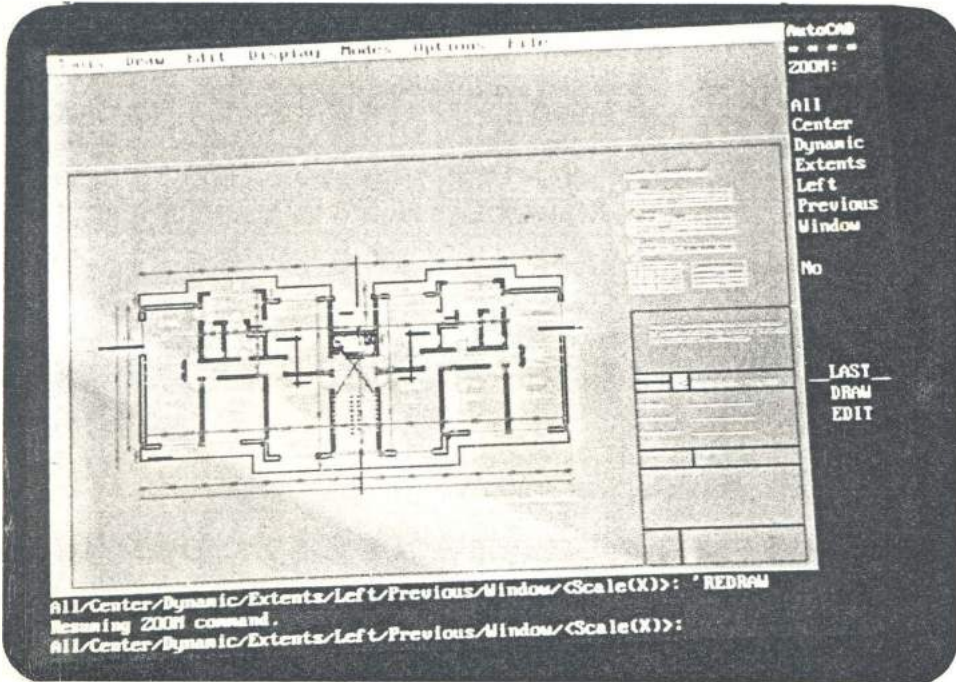 Tools Draw Edit Display Modes Options File
AutoCAD
* * * *
ZOOM:
All
Center
Dynamic
Extents
Left
Previous
Window
No
__LAST__
DRAW
EDIT
All/Center/Dynamic/Extents/Left/Previous/Window/<Scale(X)>: 'REDRAW
Resuming ZOOM command.
All/Center/Dynamic/Extents/Left/Previous/Window/<Scale(X)>: